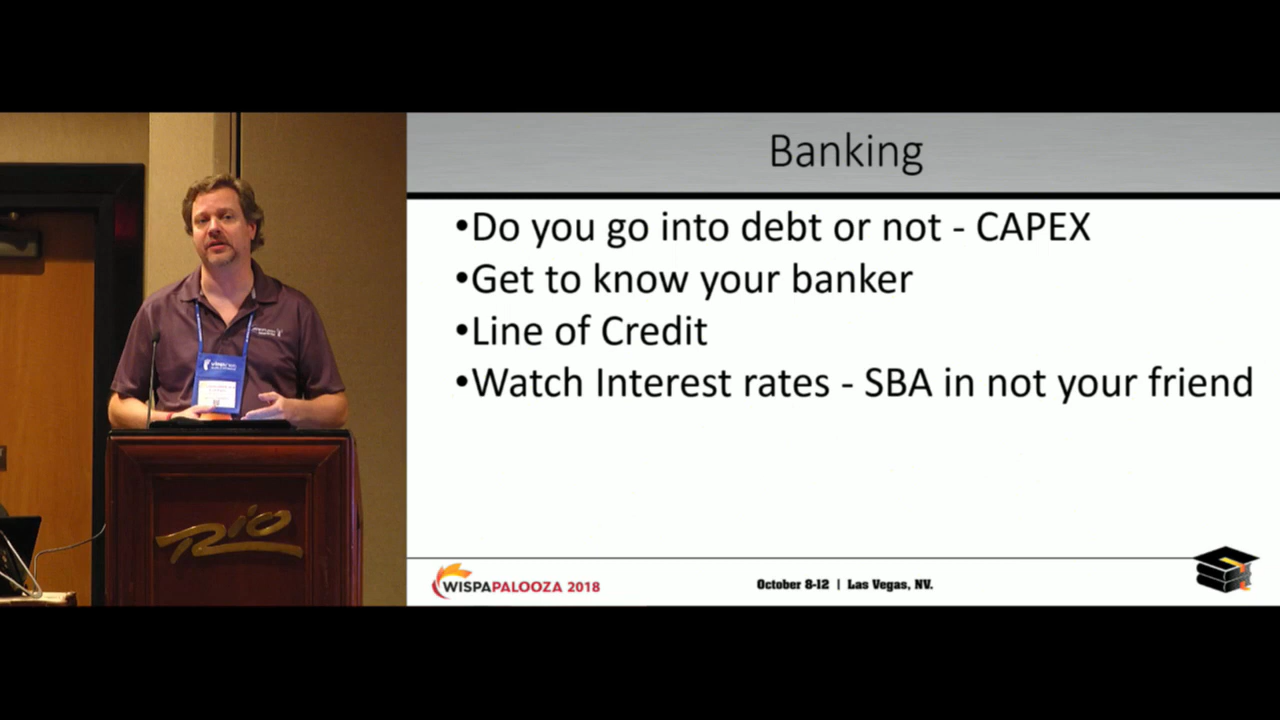 Banking
•Do you go into debt or not - CAPEX
•Get to know your banker
•Line of Credit
•Watch Interest rates - SBA in not your friend
Rio
WISPAPALOOZA 2018
October 8-12 | Las Vegas, NV.